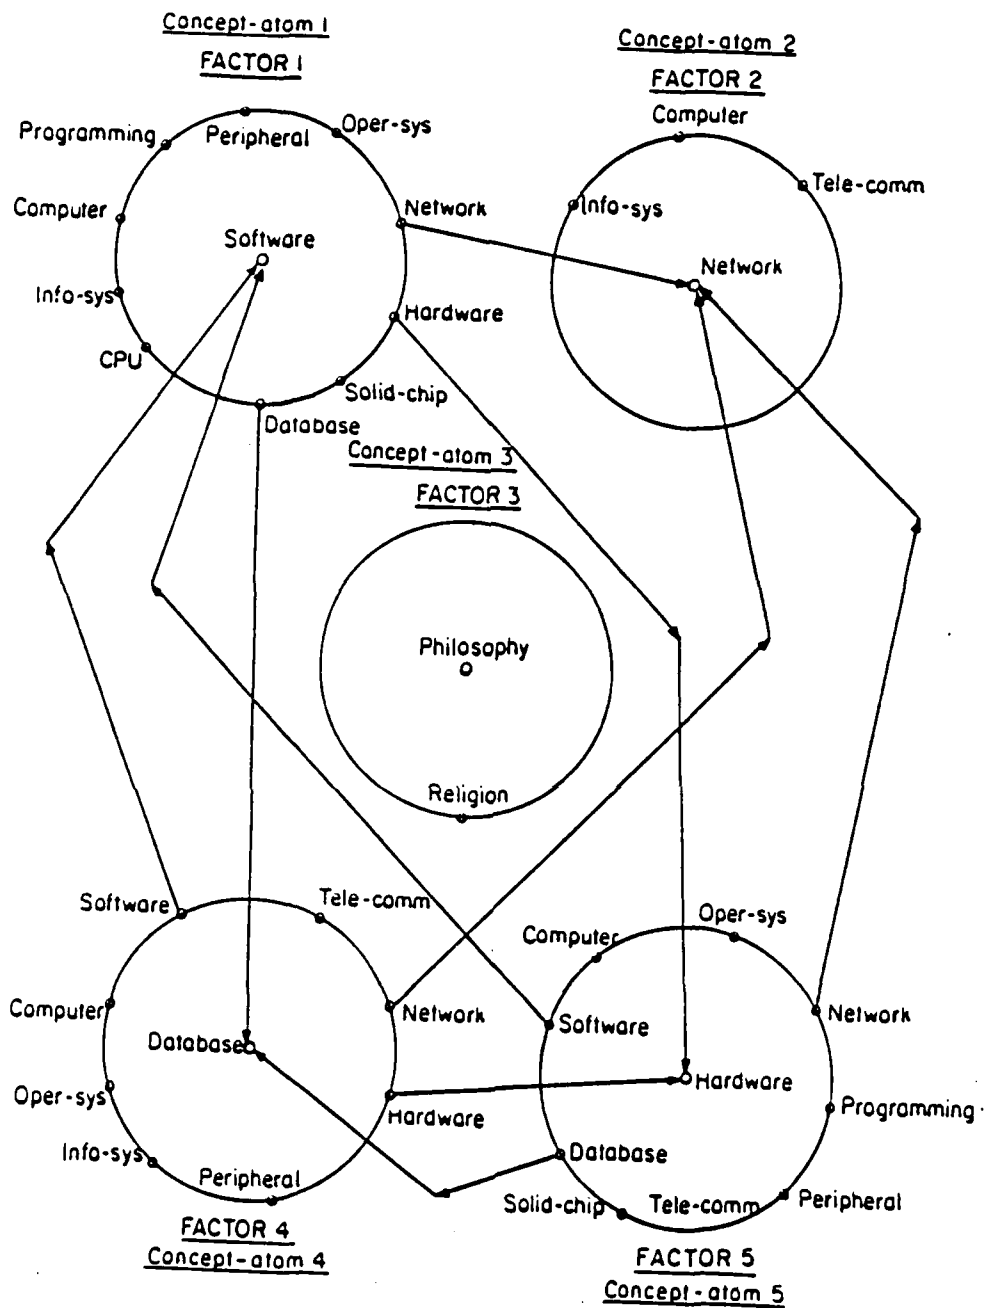 Concept-atom 1
FACTOR 1
Peripheral
Oper-sys
Programming
Computer
Network
Software
Info-sys
Hardware
CPU
Solid-chip
Database
Concept-atom 2
FACTOR 2
Computer
Tele-comm
Info-sys
Network
Concept-atom 3
FACTOR 3
Philosophy
Religion
Software
Tele-comm
Computer
Network
Database
Oper-sys
Hardware
Info-sys
Peripheral
FACTOR 4
Concept-atom 4
Oper-sys
Computer
Network
Software
Hardware
Programming
Database
Solid-chip
Tele-comm
Peripheral
FACTOR 5
Concept-atom 5